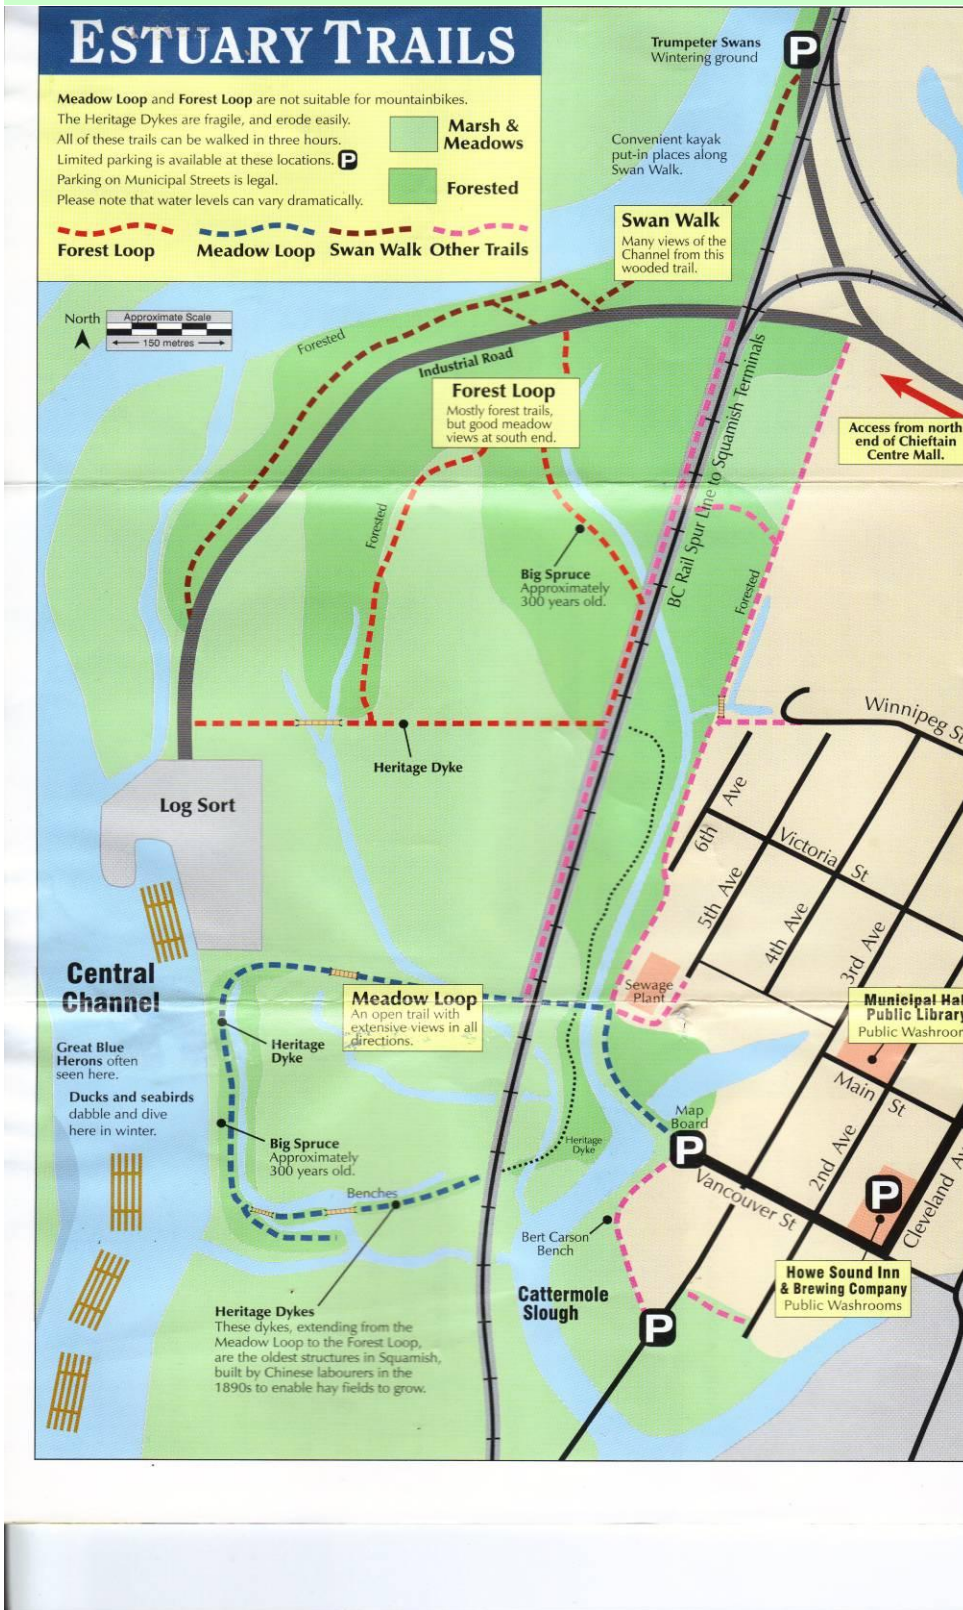 ESTUARY TRAILS
Meadow Loop and Forest Loop are not suitable for mountainbikes.
The Heritage Dykes are fragile, and erode easily.
All of these trails can be walked in three hours.
Limited parking is available at these locations. P
Parking on Municipal Streets is legal.
Please note that water levels can vary dramatically.
Marsh &
Meadows
Forested
Forest Loop
Meadow Loop
Swan Walk
Other Trails
Trumpeter Swans
Wintering ground
P
Convenient kayak
put-in places along
Swan Walk.
Swan Walk
Many views of the
Channel from this
wooded trail.
North
Approximate Scale
150 metres
Forested
Industrial Road
Forest Loop
Mostly forest trails,
but good meadow
views at south end.
BC Rail Spur Line to Squamish Terminals
Access from north
end of Chieftain
Centre Mall.
Forested
Big Spruce
Approximately
300 years old.
Forested
Winnipeg St
Heritage Dyke
Log Sort
6th Ave
Victoria St
5th Ave
4th Ave
3rd Ave
Central
Channel
Sewage
Plant
Meadow Loop
An open trail with
extensive views in all
directions.
Municipal Hal
Public Library
Public Washroom
Heritage
Dyke
Great Blue
Herons often
seen here.
Main St
Ducks and seabirds
dabble and dive
here in winter.
Map
Board
P
Big Spruce
Approximately
300 years old.
Heritage
Dyke
2nd Ave
Vancouver St
P
Cleveland Av
Benches
Bert Carson
Bench
Howe Sound Inn
& Brewing Company
Public Washrooms
Cattermole
Slough
P
Heritage Dykes
These dykes, extending from the
Meadow Loop to the Forest Loop,
are the oldest structures in Squamish,
built by Chinese labourers in the
1890s to enable hay fields to grow.